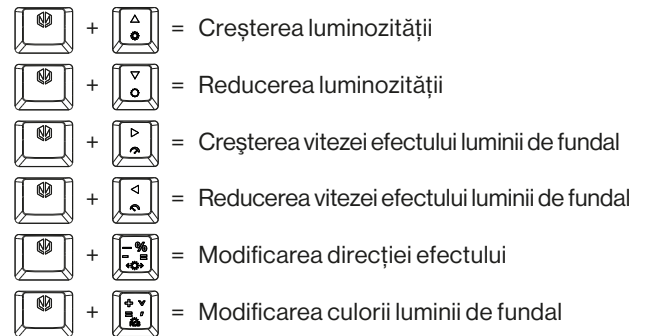 + = Creșterea luminozității
+ = Reducerea luminozității
+ = Creşterea vitezei efectului luminii de fundal
+ = Reducerea vitezei efectului luminii de fundal
+ = Modificarea direcției efectului
+ = Modificarea culorii luminii de fundal